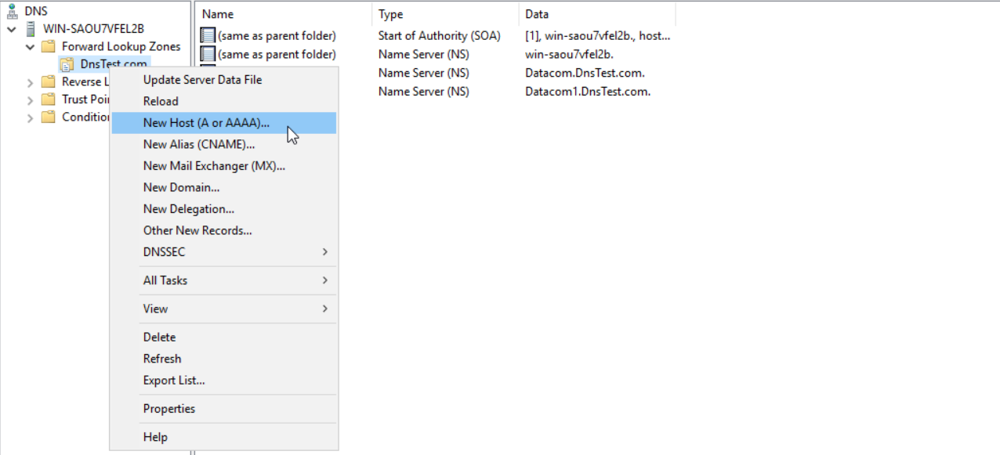 DNS
WIN-SAOU7VFEL2B
Forward Lookup Zones
DnsTest.com
Reverse L
Trust Poi
Condition
Name Type Data
(same as parent folder) Start of Authority (SOA) [1], win-saou7vfel2b., host...
(same as parent folder) Name Server (NS) win-saou7vfel2b.
Name Server (NS) Datacom.DnsTest.com.
Name Server (NS) Datacom1.DnsTest.com.
Update Server Data File
Reload
New Host (A or AAAA)...
New Alias (CNAME)...
New Mail Exchanger (MX)...
New Domain...
New Delegation...
Other New Records...
DNSSEC
All Tasks
View
Delete
Refresh
Export List...
Properties
Help